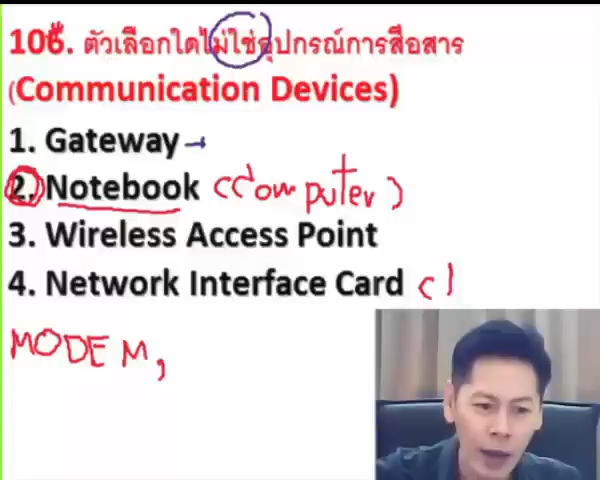 106. ตัวเลือกใดไม่ใช่อุปกรณ์การสื่อสาร
(Communication Devices)
1. Gateway
2. Notebook (Computer)
3. Wireless Access Point
4. Network Interface Card (
MODEM,